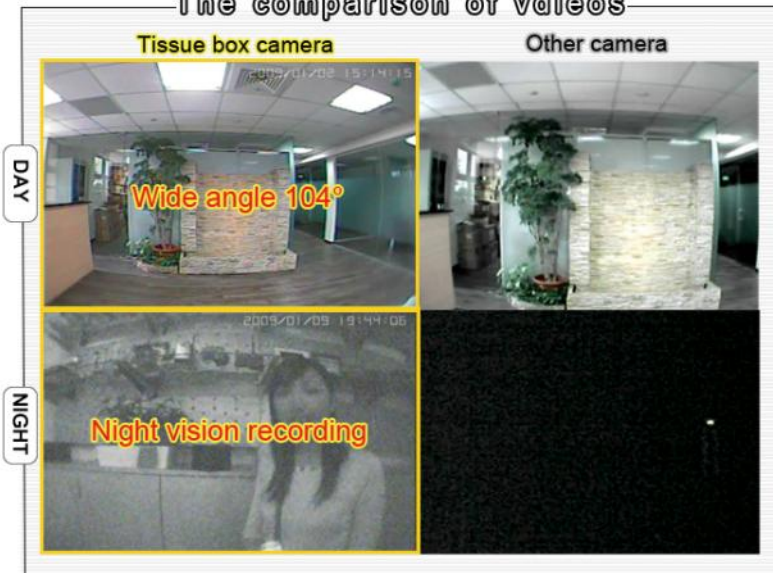 The comparison of vdieos
Tissue box camera
Other camera
DAY
2009/01/02 15:14:15
Wide angle 104°
NIGHT
2009/01/09 19:44:06
Night vision recording